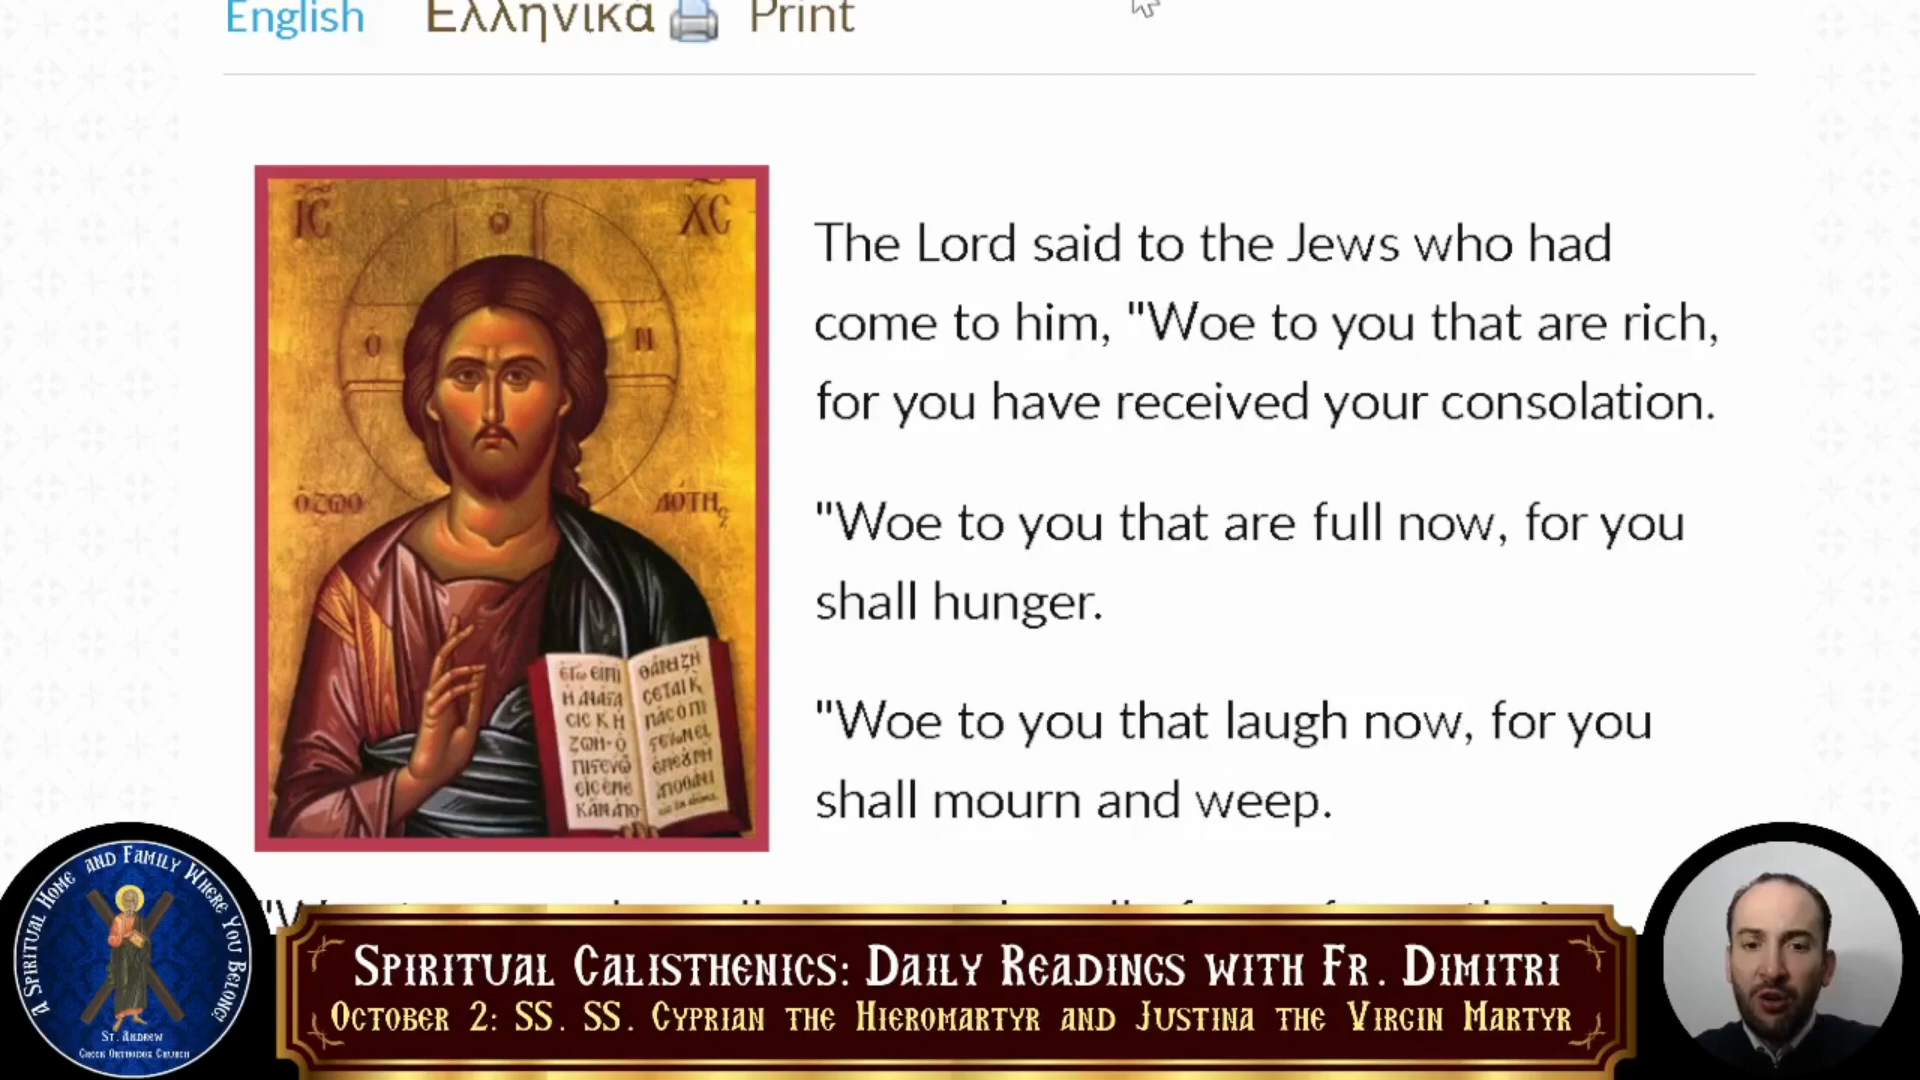 English Ελληνικά Print
ΙC ΧC
Ο Ν
ὁ ΖΩΟ ΔΌΤΗς
The Lord said to the Jews who had
come to him, "Woe to you that are rich,
for you have received your consolation.
"Woe to you that are full now, for you
shall hunger.
"Woe to you that laugh now, for you
shall mourn and weep.
A Spiritual Home and Family Where You Belong!
St. Andrew
Greek Orthodox Church
Spiritual Calisthenics: Daily Readings with Fr. Dimitri
October 2: SS. SS. Cyprian the Hieromartyr and Justina the Virgin Martyr